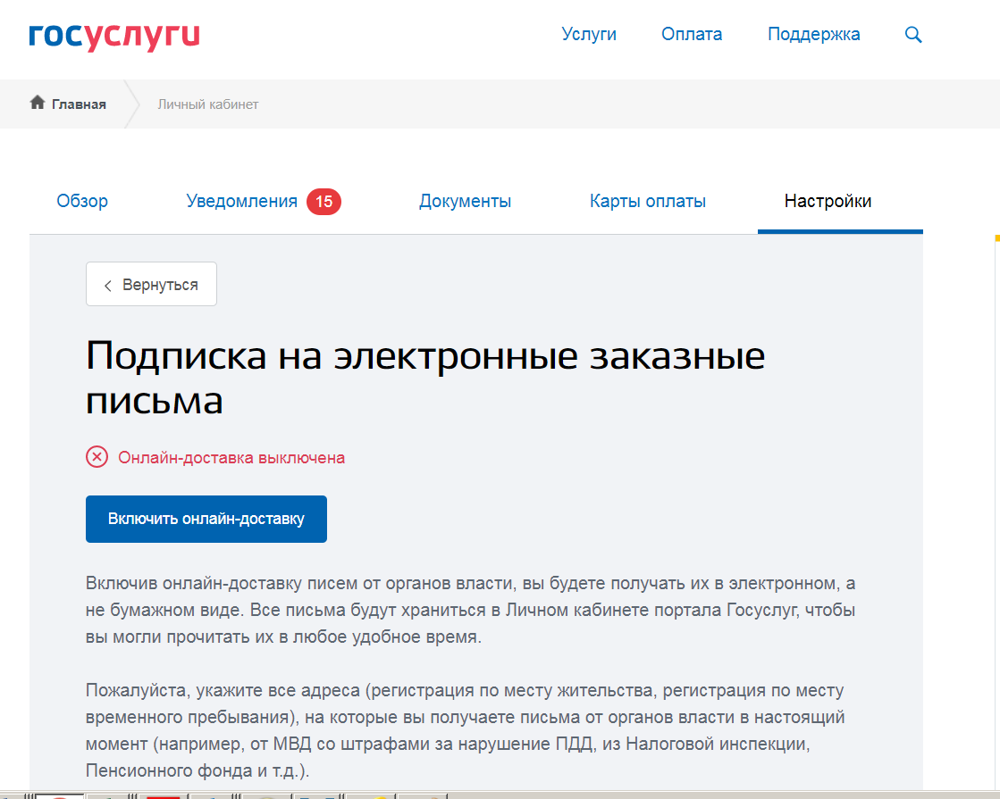 госуслуги
Услуги Оплата Поддержка
Главная Личный кабинет
Обзор Уведомления 15 Документы Карты оплаты Настройки
Вернуться
Подписка на электронные заказные
письма
Онлайн-доставка выключена
Включить онлайн-доставку
Включив онлайн-доставку писем от органов власти, вы будете получать их в электронном, а
не бумажном виде. Все письма будут храниться в Личном кабинете портала Госуслуг, чтобы
вы могли прочитать их в любое удобное время.
Пожалуйста, укажите все адреса (регистрация по месту жительства, регистрация по месту
временного пребывания), на которые вы получаете письма от органов власти в настоящий
момент (например, от МВД со штрафами за нарушение ПДД, из Налоговой инспекции,
Пенсионного фонда и т.д.).